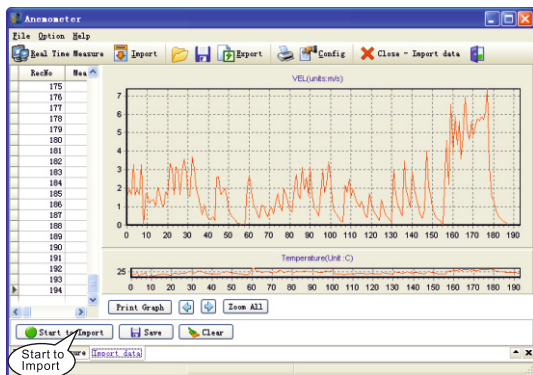 Anemometer
File Option Help
Real Time Measure Import Export Config Close - Import data
RecNo Mea
175
176
177
178
179
180
181
182
183
184
185
186
187
188
189
190
191
192
193
194
VEL(units:m/s)
7
6
5
4
3
2
1
0
0 10 20 30 40 50 60 70 80 90 100 110 120 130 140 150 160 170 180 190
Temperature(Unit :C)
25
0 10 20 30 40 50 60 70 80 90 100 110 120 130 140 150 160 170 180 190
Print Graph Zoom All
Start to Import Save Clear
Start to
Import
ure Import data